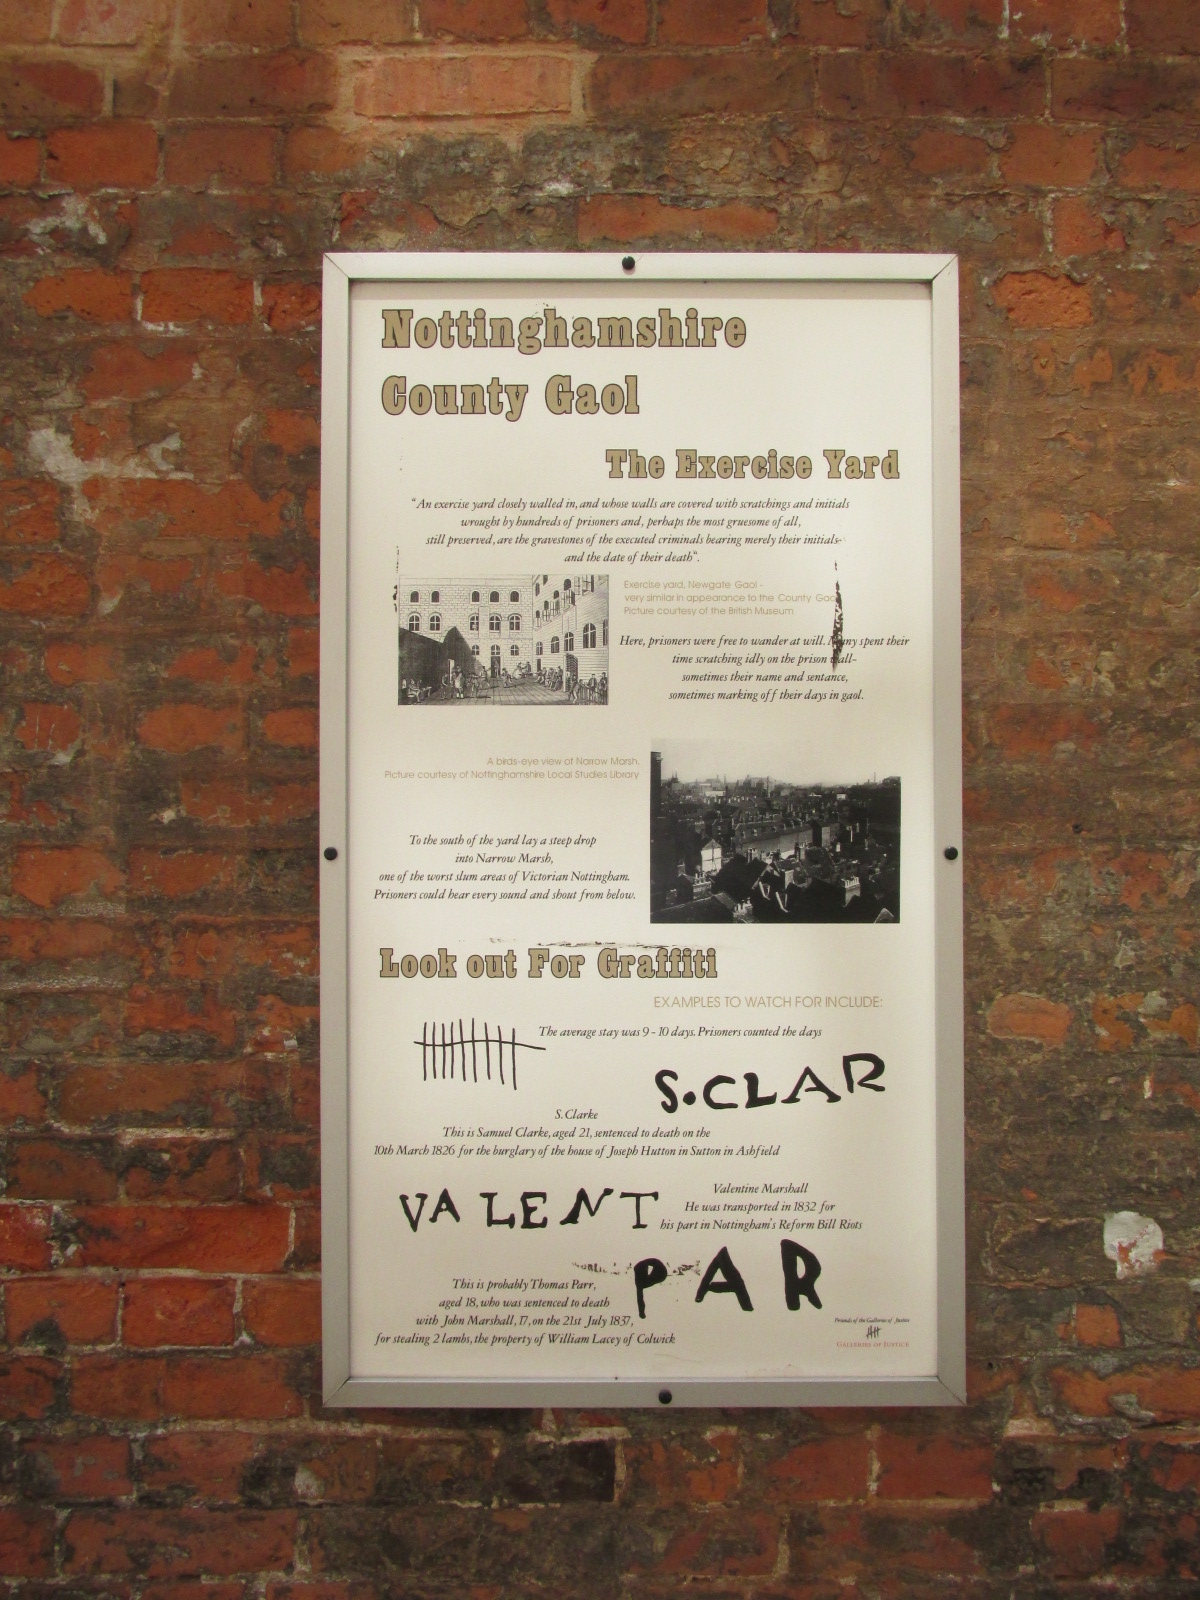 Nottinghamshire
County Gaol
The Exercise Yard
"An exercise yard closely walled in, and whose walls are covered with scratchings and initials
wrought by hundreds of prisoners and, perhaps the most gruesome of all,
still preserved, are the gravestones of the executed criminals bearing merely their initials-
and the date of their death".
Exercise yard, Newgate Gaol -
very similar in appearance to the County Gaol
Picture courtesy of the British Museum
Here, prisoners were free to wander at will. Many spent their
time scratching idly on the prison wall-
sometimes their name and sentance,
sometimes marking off their days in gaol.
A birds-eye view of Narrow Marsh.
Picture courtesy of Nottinghamshire Local Studies Library
To the south of the yard lay a steep drop
into Narrow Marsh,
one of the worst slum areas of Victorian Nottingham.
Prisoners could hear every sound and shout from below.
Look out For Graffiti
EXAMPLES TO WATCH FOR INCLUDE:
The average stay was 9 - 10 days. Prisoners counted the days
S.CLAR
S.Clarke
This is Samuel Clarke, aged 21, sentenced to death on the
10th March 1826 for the burglary of the house of Joseph Hutton in Sutton in Ashfield
VALENT
Valentine Marshall
He was transported in 1832 for
his part in Nottingham's Reform Bill Riots
PAR
This is probably Thomas Parr,
aged 18, who was sentenced to death
with John Marshall, 17, on the 21st July 1837,
for stealing 2 lambs, the property of William Lacey of Colwick
Friends of the Galleries of Justice
GALLERIES OF JUSTICE